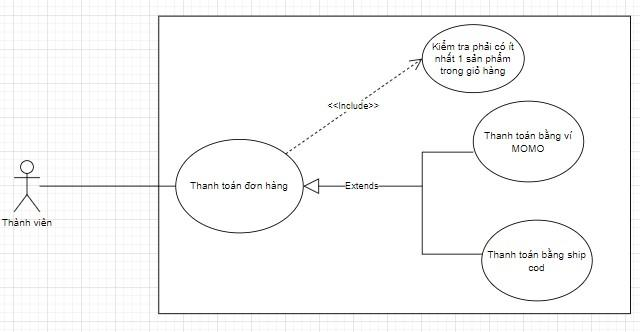 Kiểm tra phải có ít
nhất 1 sản phẩm
trong giỏ hàng
<<Include>>
Thanh toán bằng ví
MOMO
Thanh toán đơn hàng
Extends
Thành viên
Thanh toán bằng ship
cod